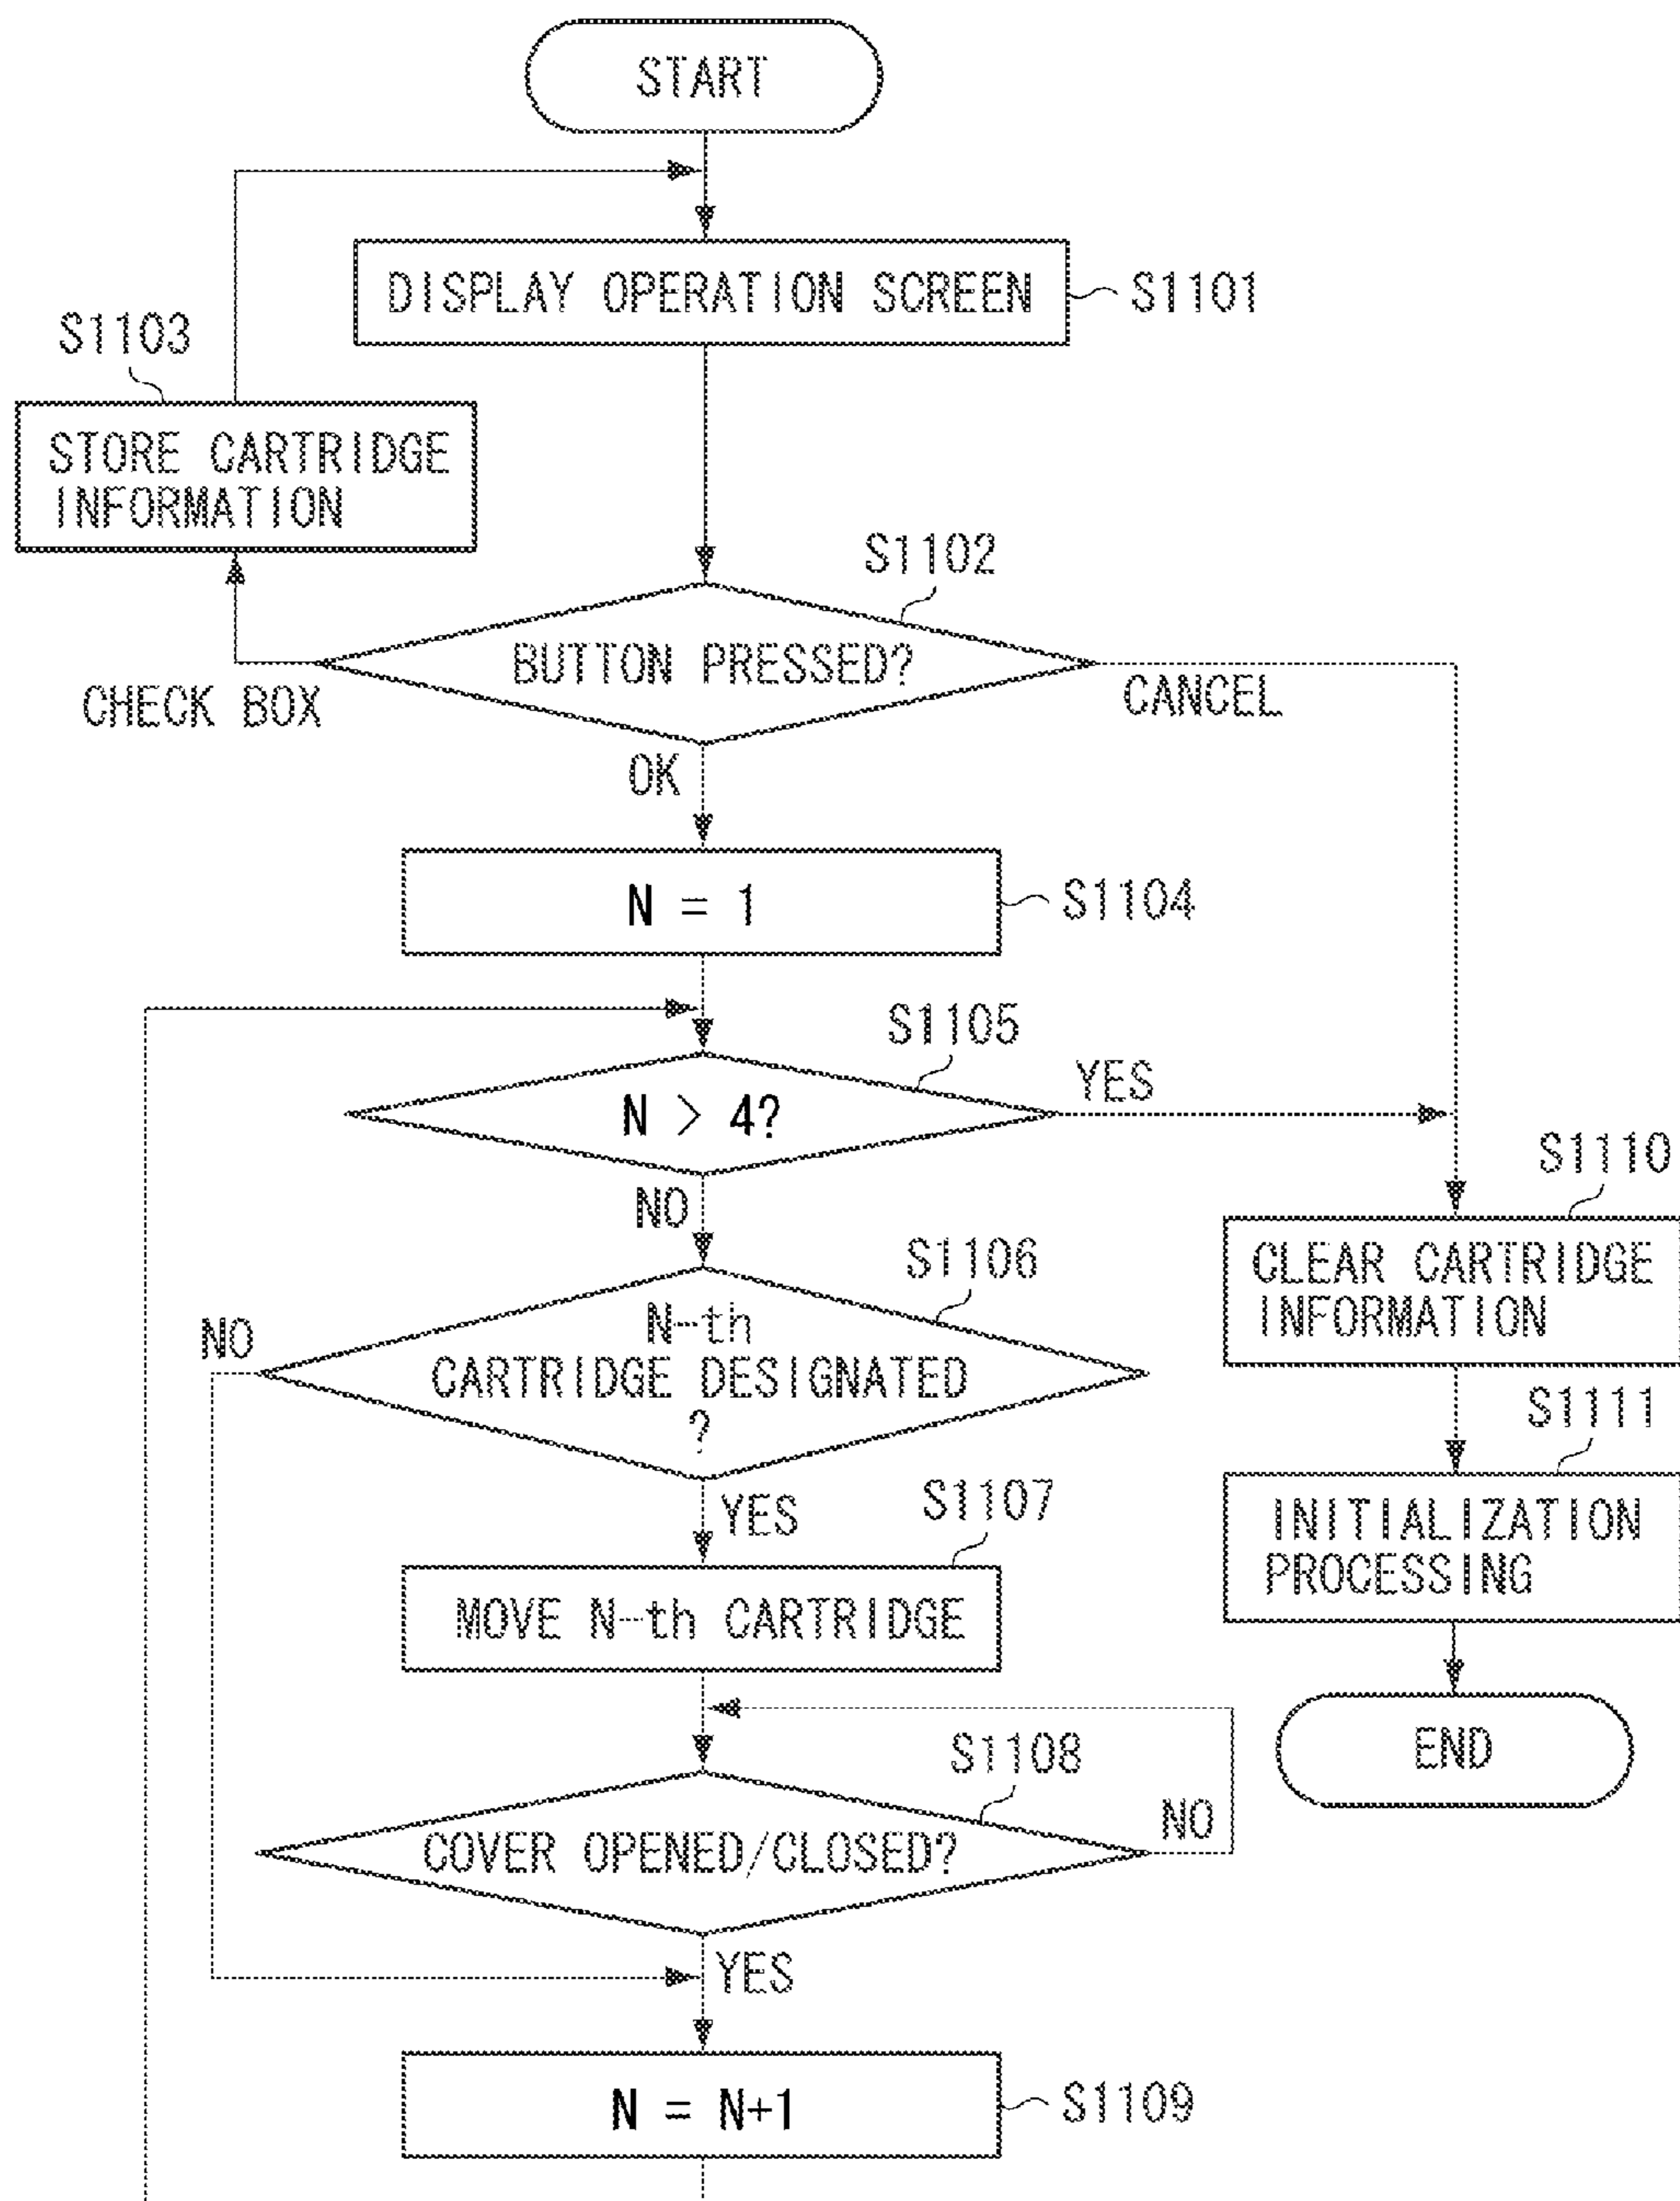 START
DISPLAY OPERATION SCREEN
S1101
S1103
STORE CARTRIDGE
INFORMATION
S1102
BUTTON PRESSED?
CHECK BOX
CANCEL
OK
N = 1
S1104
S1105
N > 4?
YES
NO
S1110
CLEAR CARTRIDGE
INFORMATION
S1106
N-th
CARTRIDGE DESIGNATED
?
NO
YES
S1111
INITIALIZATION
PROCESSING
S1107
MOVE N-th CARTRIDGE
END
S1108
COVER OPENED/CLOSED?
NO
YES
N = N+1
S1109